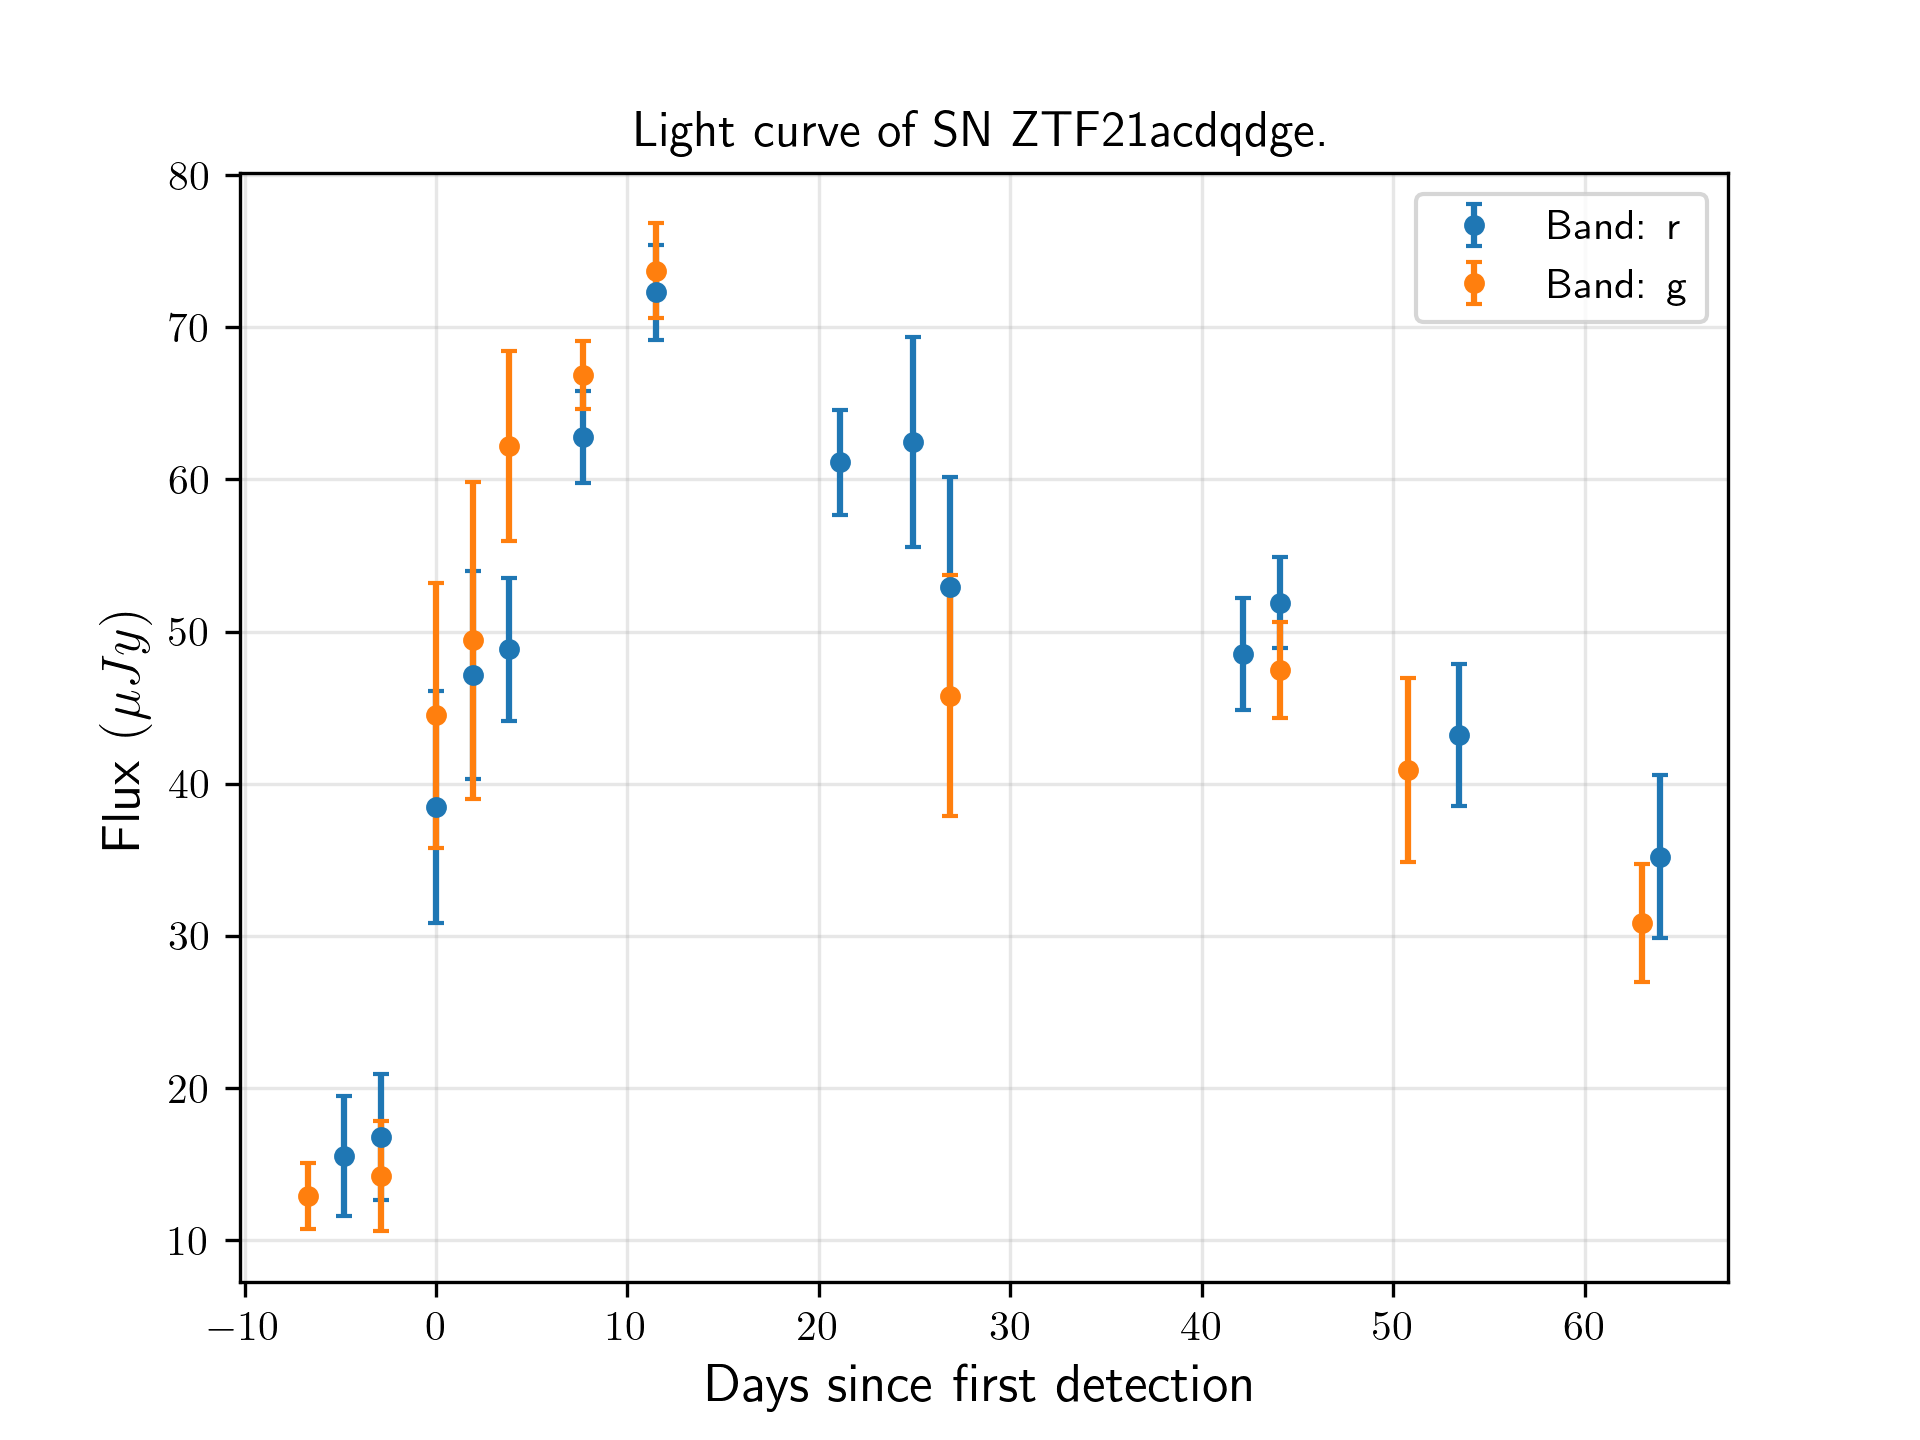 Light curve of SN ZTF21acdqdge.
80
70
60
50
40
30
20
10
Flux (μJy)
Band: r
Band: g
−10 0 10 20 30 40 50 60
Days since first detection